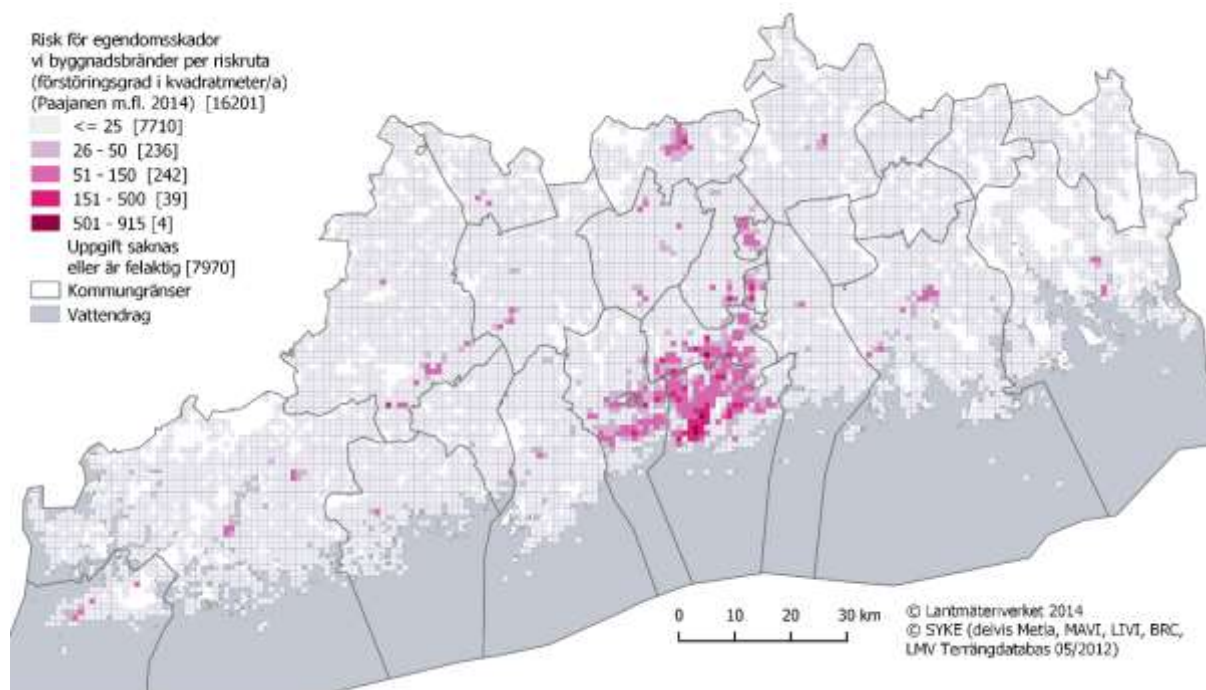 Risk för egendomsskador
vi byggnadsbränder per riskruta
(förstöringsgrad i kvadratmeter/a)
(Paajanen m.fl. 2014) [16201]
<= 25 [7710]
26 - 50 [236]
51 - 150 [242]
151 - 500 [39]
501 - 915 [4]
Uppgift saknas
eller är felaktig [7970]
Kommungränser
Vattendrag
0 10 20 30 km
© Lantmäteriverket 2014
© SYKE (delvis Metla, MAVI, LIVI, BRC,
LMV Terrängdatabas 05/2012)